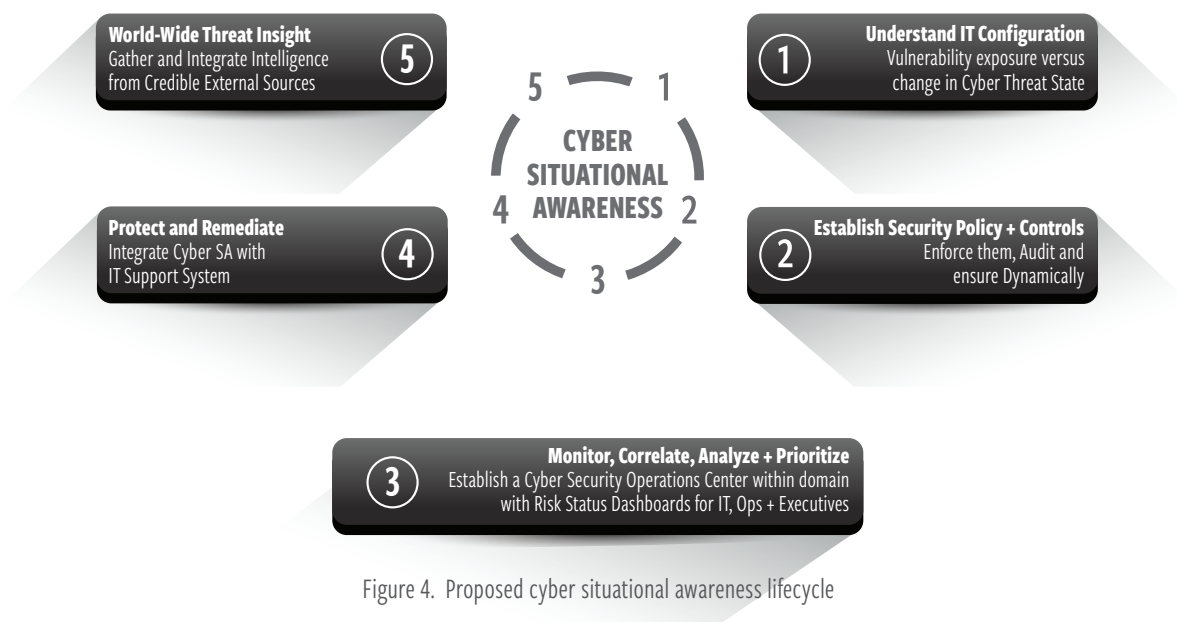 World-Wide Threat Insight
Gather and Integrate Intelligence
from Credible External Sources
5
1
Understand IT Configuration
Vulnerability exposure versus
change in Cyber Threat State
5
1
CYBER
SITUATIONAL
AWARENESS
4
2
3
Protect and Remediate
Integrate Cyber SA with
IT Support System
4
2
Establish Security Policy + Controls
Enforce them, Audit and
ensure Dynamically
3
Monitor, Correlate, Analyze + Prioritize
Establish a Cyber Security Operations Center within domain
with Risk Status Dashboards for IT, Ops + Executives
Figure 4. Proposed cyber situational awareness lifecycle